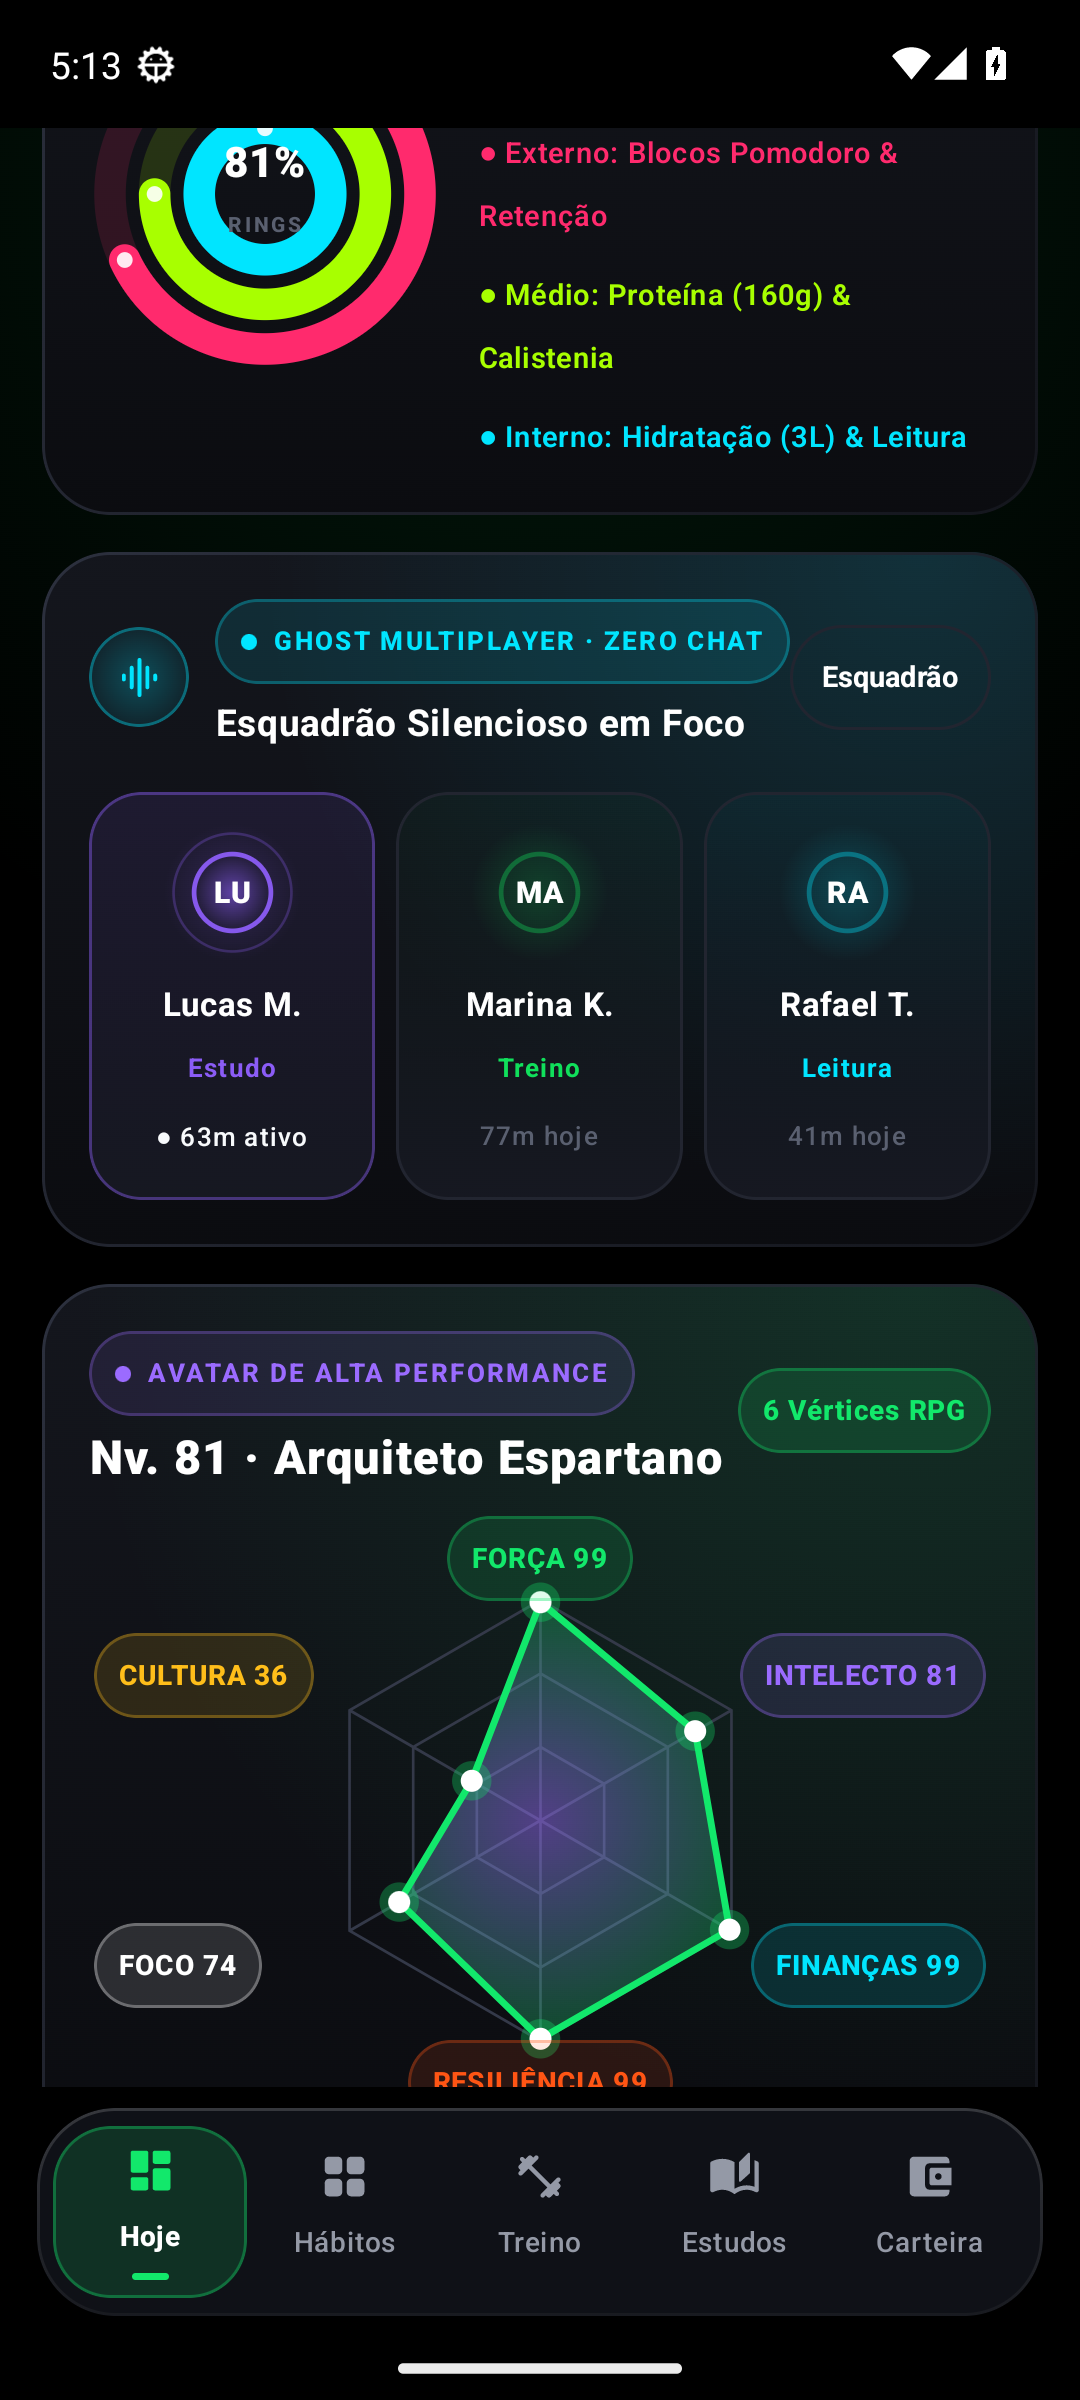 5:13
81%
RINGS
● Externo: Blocos Pomodoro &
Retenção
● Médio: Proteína (160g) &
Calistenia
● Interno: Hidratação (3L) & Leitura
GHOST MULTIPLAYER · ZERO CHAT
Esquadrão Silencioso em Foco
Esquadrão
LU
Lucas M.
Estudo
● 63m ativo
MA
Marina K.
Treino
77m hoje
RA
Rafael T.
Leitura
41m hoje
AVATAR DE ALTA PERFORMANCE
Nv. 81 · Arquiteto Espartano
6 Vértices RPG
FORÇA 99
CULTURA 36
INTELECTO 81
FOCO 74
FINANÇAS 99
RESILIÊNCIA 99
Hoje
Hábitos
Treino
Estudos
Carteira